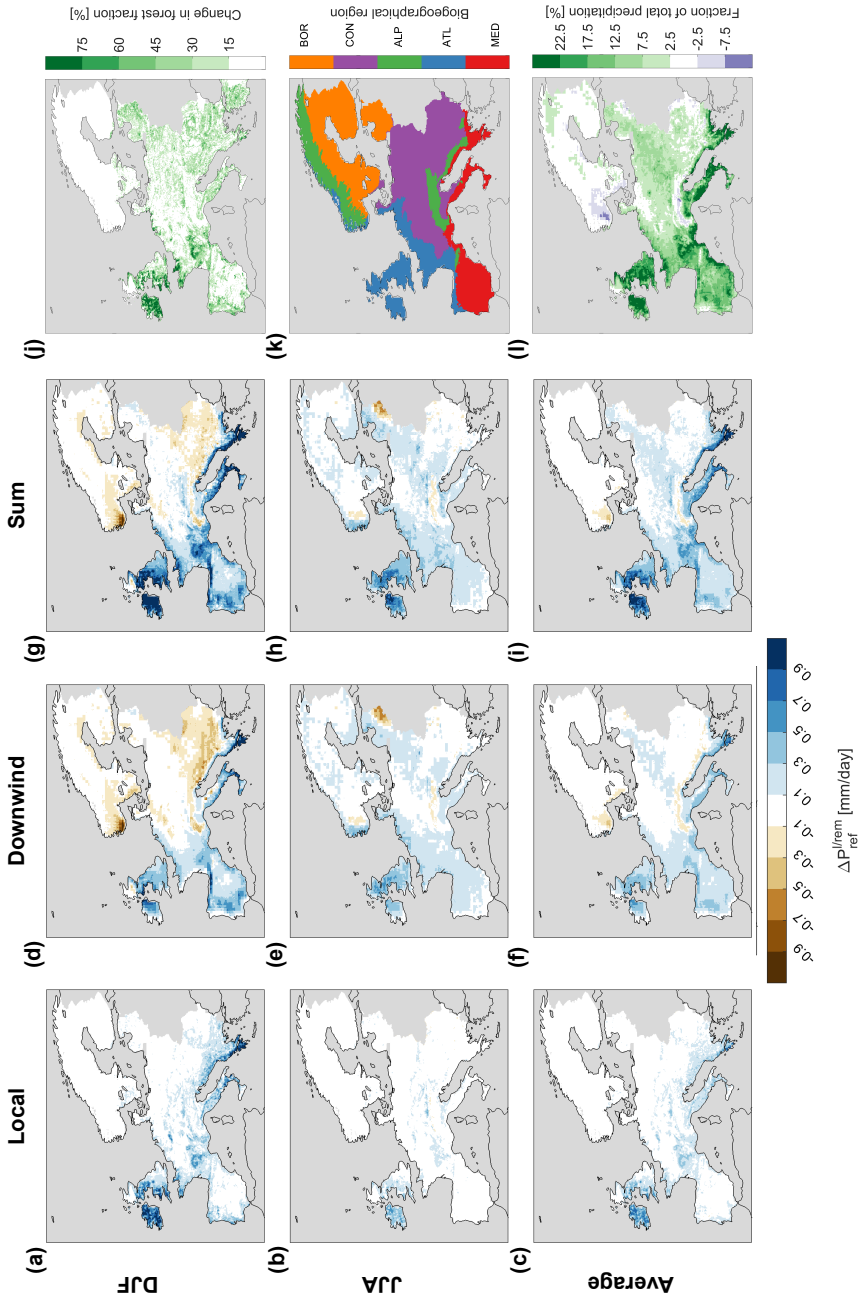 Local
Downwind
Sum
(a)
(d)
(g)
(j)
DJF
75
60
45
30
15
Change in forest fraction [%]
(b)
(e)
(h)
(k)
JJA
BOR
CON
ALP
ATL
MED
Biogeographical region
(c)
(f)
(i)
(l)
Average
22.5
17.5
12.5
7.5
2.5
-2.5
-7.5
Fraction of total precipitation [%]
-0.9 -0.7 -0.5 -0.3 -0.1 0.1 0.3 0.5 0.7 0.9
ΔP l/rem ref [mm/day]